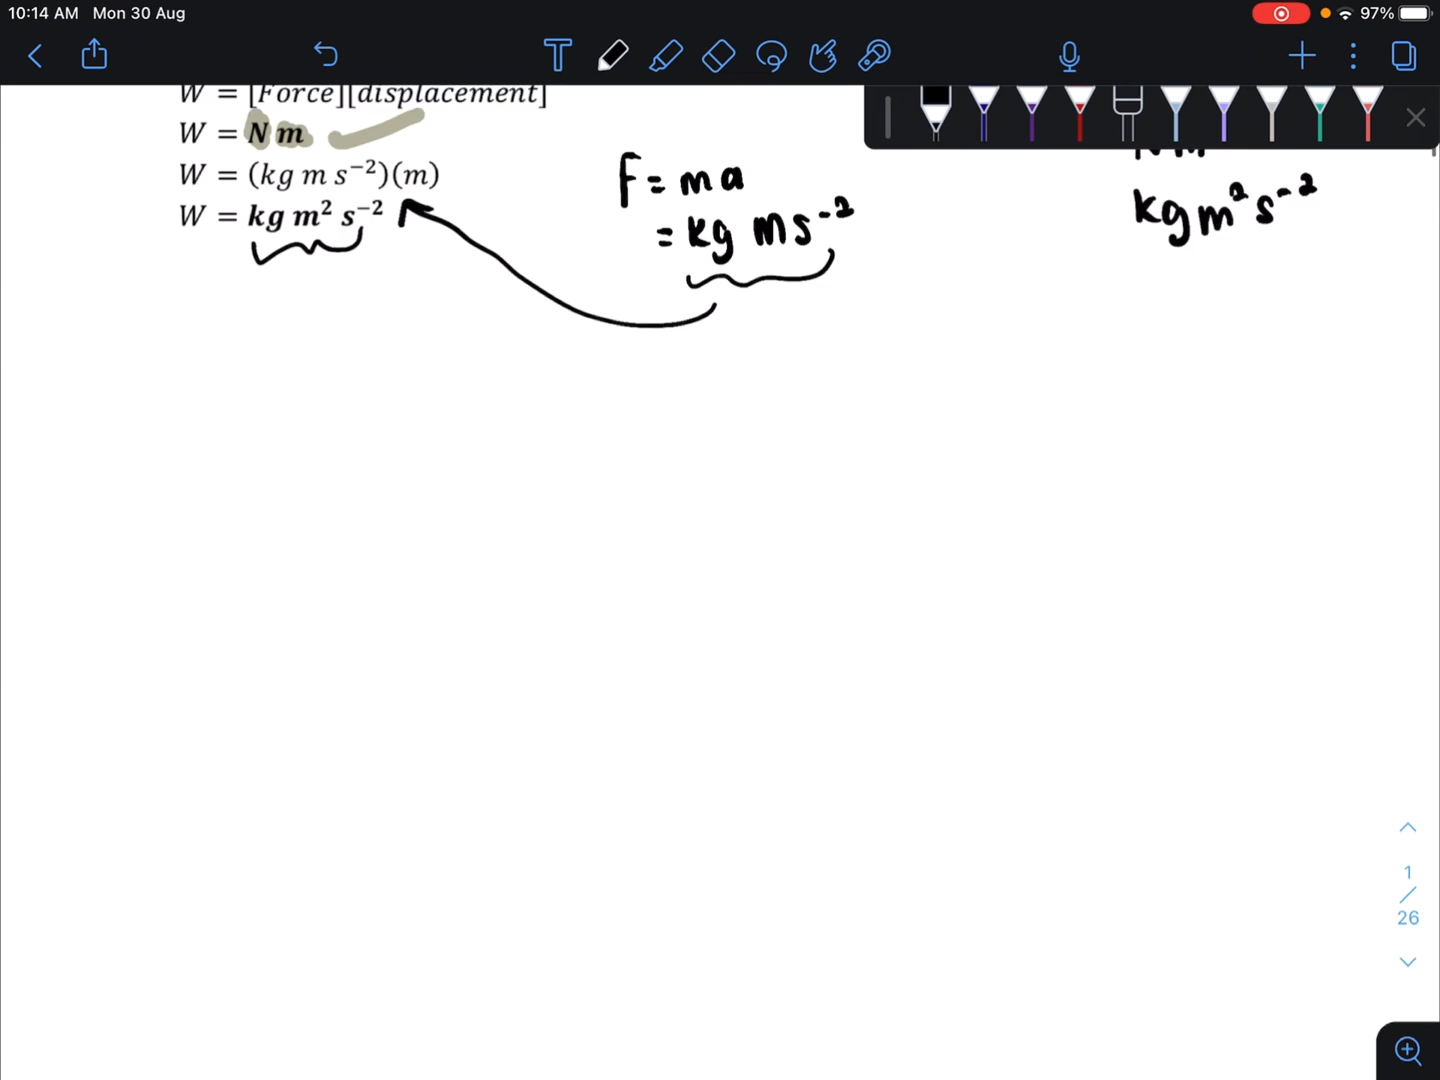 10:14 AM Mon 30 Aug
97%
W = [Force][displacement]
W = N m
W = (kg m s⁻²)(m)
W = kg m² s⁻²
F = ma
= kg ms⁻²
kg m² s⁻²
1
/
26